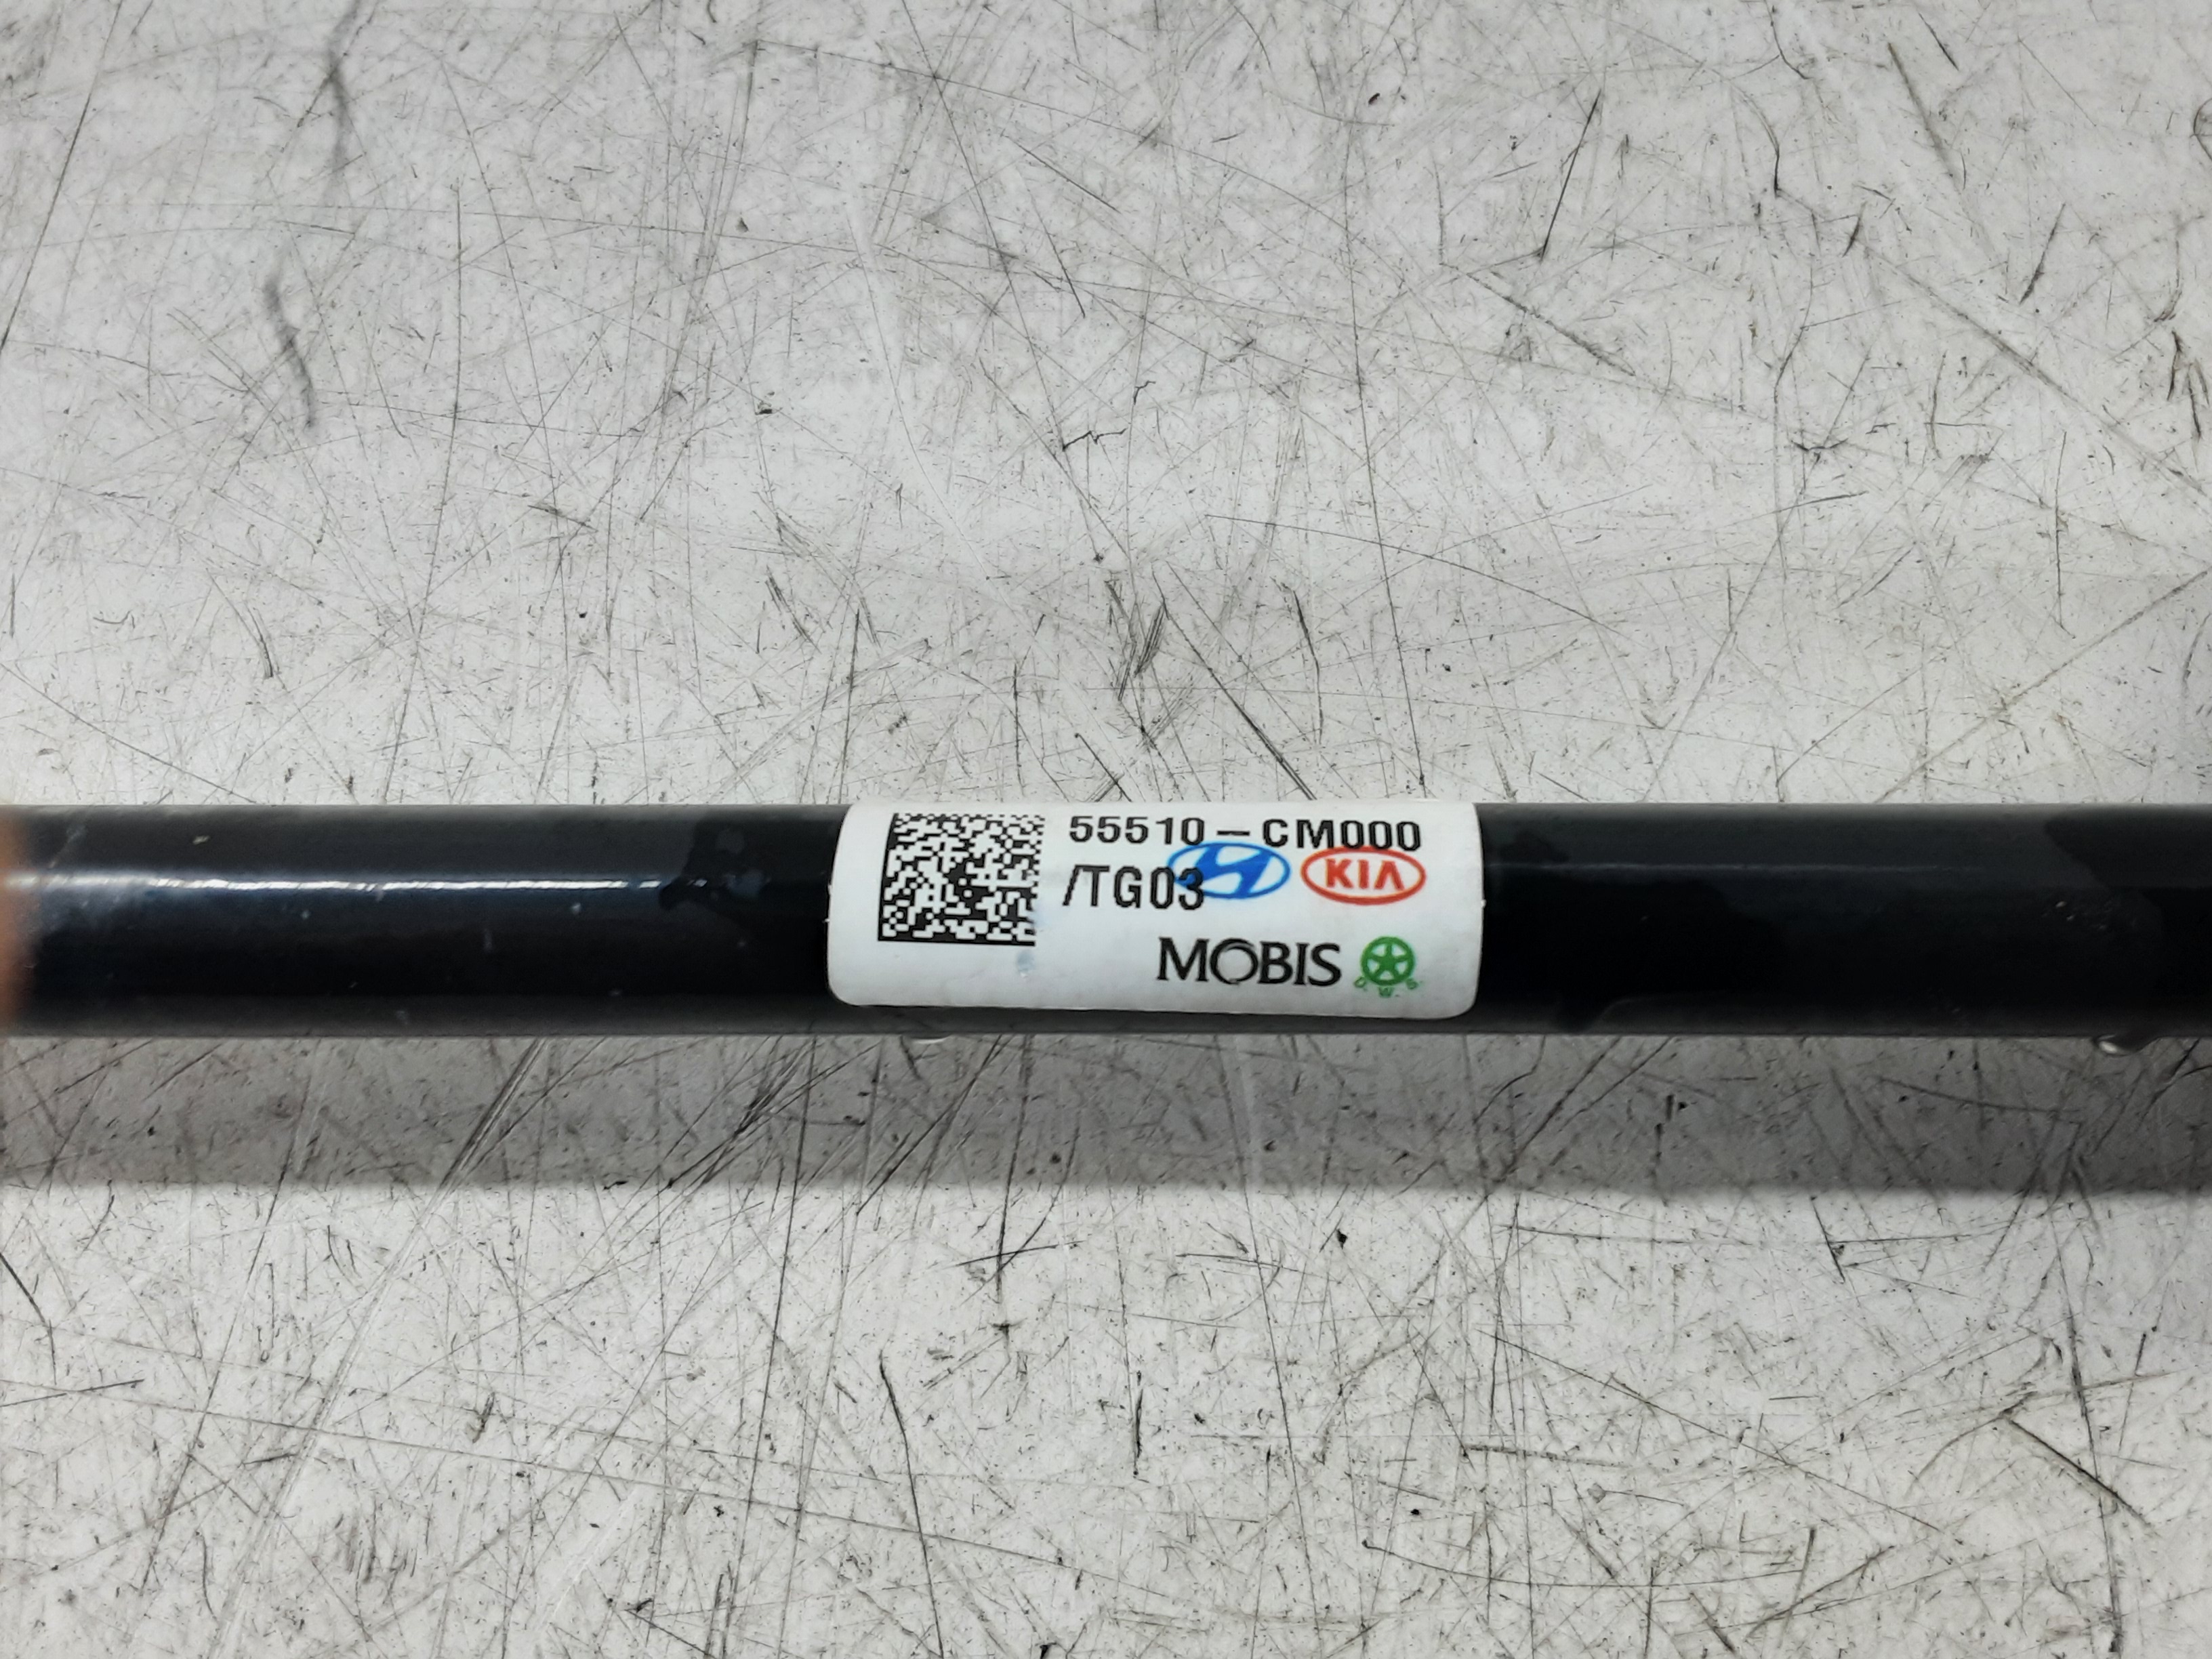 55510-CM000
/TG03
KIA
MOBIS
D. W. S.